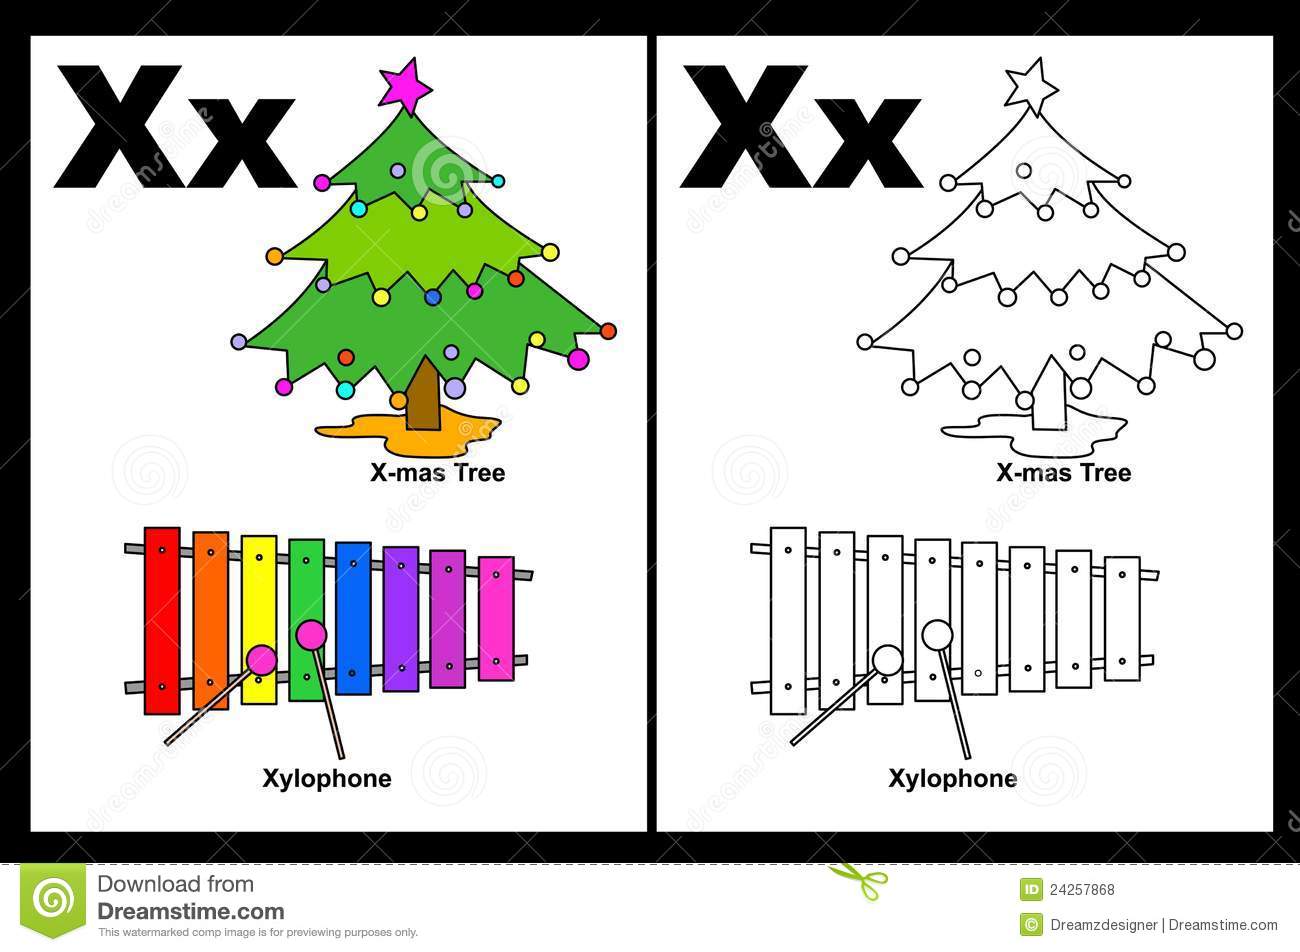 Xx
X-mas Tree
Xylophone
Xx
X-mas Tree
Xylophone
Download from
Dreamstime.com
This watermarked comp image is for previewing purposes only.
ID 24257868
© Dreamzdesigner | Dreamstime.com